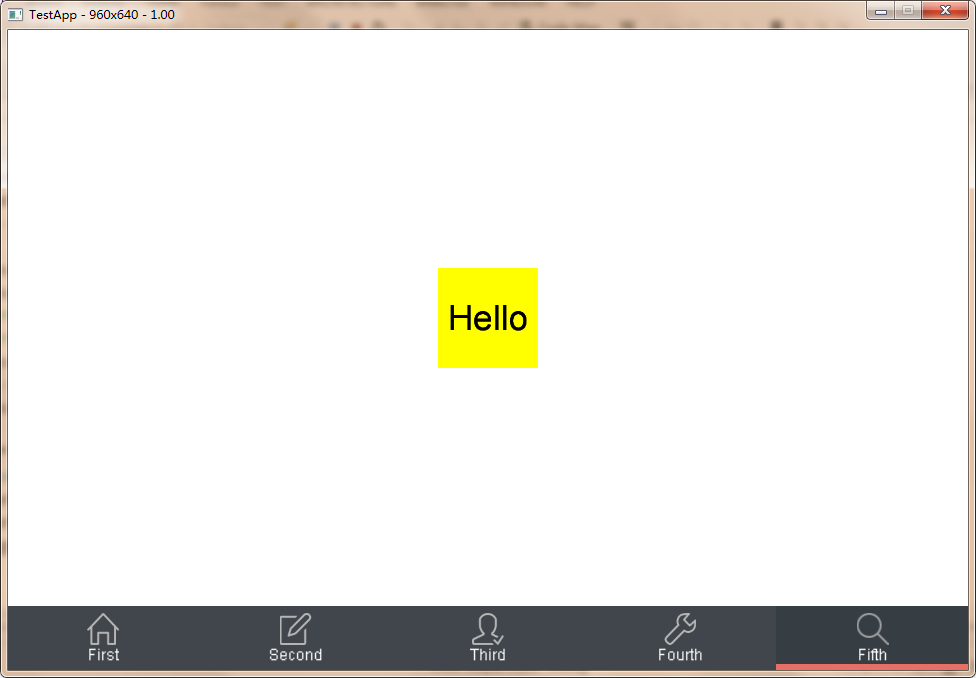 TestApp - 960x640 - 1.00
Hello
First
Second
Third
Fourth
Fifth